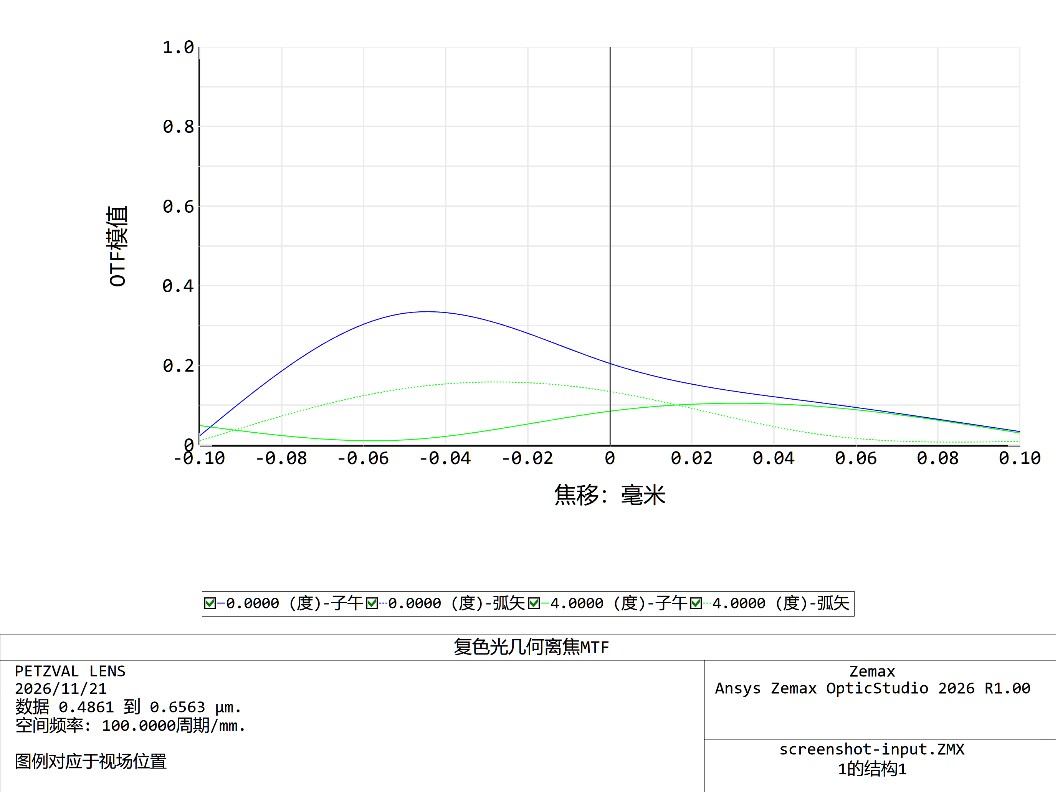 1.0
0.8
0.6
0.4
0.2
0
OTF模值
-0.10 -0.08 -0.06 -0.04 -0.02 0 0.02 0.04 0.06 0.08 0.10
焦移: 毫米
0.0000 (度)-子午 0.0000 (度)-弧矢 4.0000 (度)-子午 4.0000 (度)-弧矢
复色光几何离焦MTF
PETZVAL LENS
2026/11/21
数据 0.4861 到 0.6563 µm.
空间频率: 100.0000周期/mm.
图例对应于视场位置
Zemax
Ansys Zemax OpticStudio 2026 R1.00
screenshot-input.ZMX
1的结构1